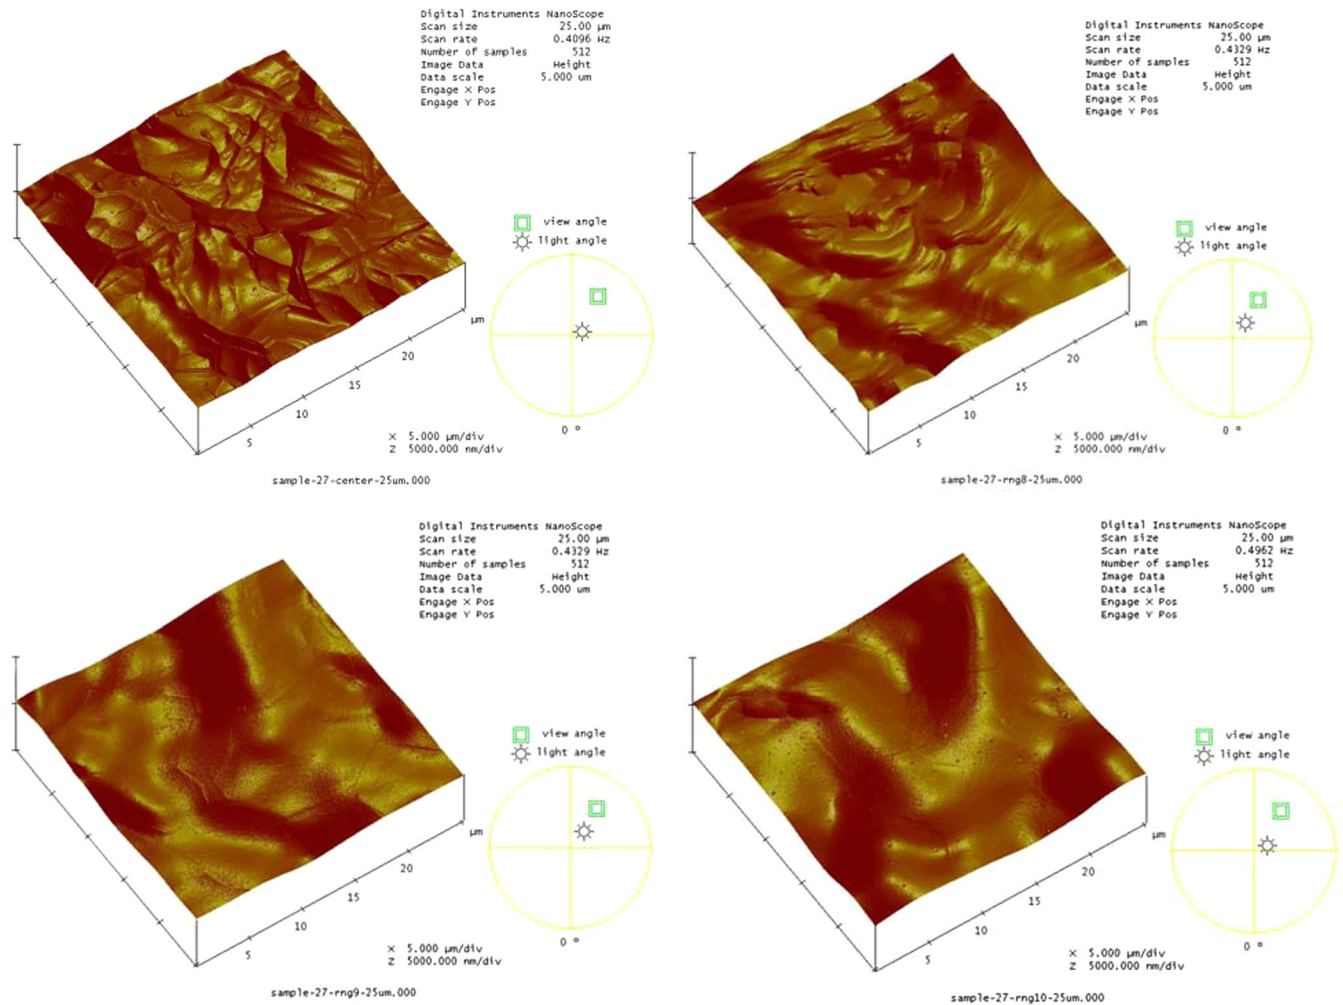 Digital Instruments NanoScope
Scan size 25.00 µm
Scan rate 0.4096 Hz
Number of samples 512
Image Data Height
Data scale 5.000 um
Engage X Pos
Engage Y Pos
view angle
light angle
µm
20
15
10
5
0 °
X 5.000 µm/div
Z 5000.000 nm/div
sample-27-center-25um.000
Digital Instruments NanoScope
Scan size 25.00 µm
Scan rate 0.4329 Hz
Number of samples 512
Image Data Height
Data scale 5.000 um
Engage X Pos
Engage Y Pos
view angle
light angle
µm
20
15
10
5
0 °
X 5.000 µm/div
Z 5000.000 nm/div
sample-27-rng8-25um.000
Digital Instruments NanoScope
Scan size 25.00 µm
Scan rate 0.4329 Hz
Number of samples 512
Image Data Height
Data scale 5.000 um
Engage X Pos
Engage Y Pos
view angle
light angle
µm
20
15
10
5
0 °
X 5.000 µm/div
Z 5000.000 nm/div
sample-27-rng9-25um.000
Digital Instruments NanoScope
Scan size 25.00 µm
Scan rate 0.4962 Hz
Number of samples 512
Image Data Height
Data scale 5.000 um
Engage X Pos
Engage Y Pos
view angle
light angle
µm
20
15
10
5
0 °
X 5.000 µm/div
Z 5000.000 nm/div
sample-27-rng10-25um.000